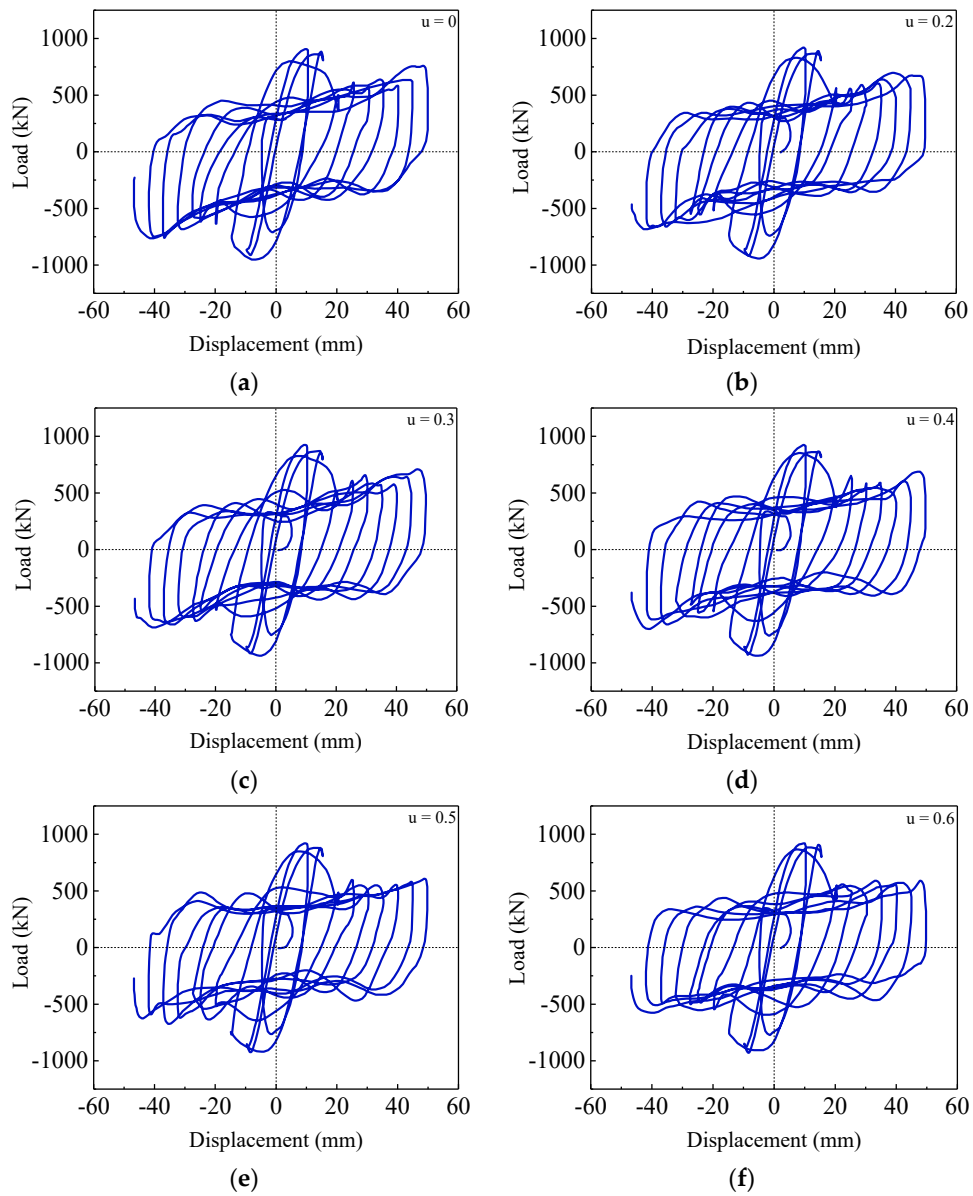 u = 0
1000
500
0
-500
-1000
Load (kN)
-60 -40 -20 0 20 40 60
Displacement (mm)
(a)
u = 0.2
1000
500
0
-500
-1000
Load (kN)
-60 -40 -20 0 20 40 60
Displacement (mm)
(b)
u = 0.3
1000
500
0
-500
-1000
Load (kN)
-60 -40 -20 0 20 40 60
Displacement (mm)
(c)
u = 0.4
1000
500
0
-500
-1000
Load (kN)
-60 -40 -20 0 20 40 60
Displacement (mm)
(d)
u = 0.5
1000
500
0
-500
-1000
Load (kN)
-60 -40 -20 0 20 40 60
Displacement (mm)
(e)
u = 0.6
1000
500
0
-500
-1000
Load (kN)
-60 -40 -20 0 20 40 60
Displacement (mm)
(f)